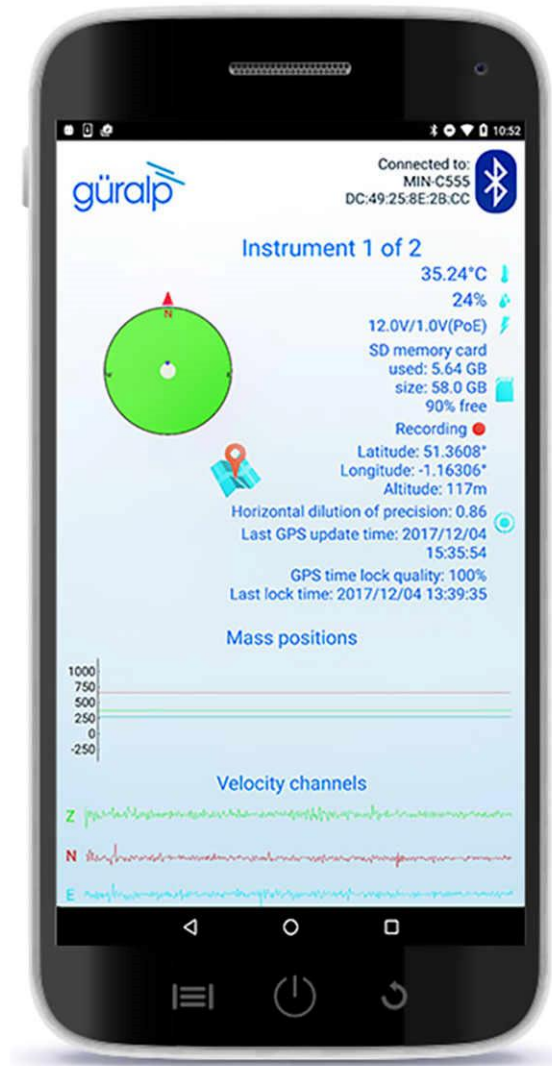 10:52
güralp
Connected to:
MIN-C555
DC:49:25:8E:2B:CC
Instrument 1 of 2
35.24°C
24%
12.0V/1.0V(PoE)
SD memory card
used: 5.64 GB
size: 58.0 GB
90% free
Recording
N
Latitude: 51.3608°
Longitude: -1.16306°
Altitude: 117m
Horizontal dilution of precision: 0.86
Last GPS update time: 2017/12/04
15:35:54
GPS time lock quality: 100%
Last lock time: 2017/12/04 13:39:35
Mass positions
1000
750
500
250
0
-250
Velocity channels
Z
N
E